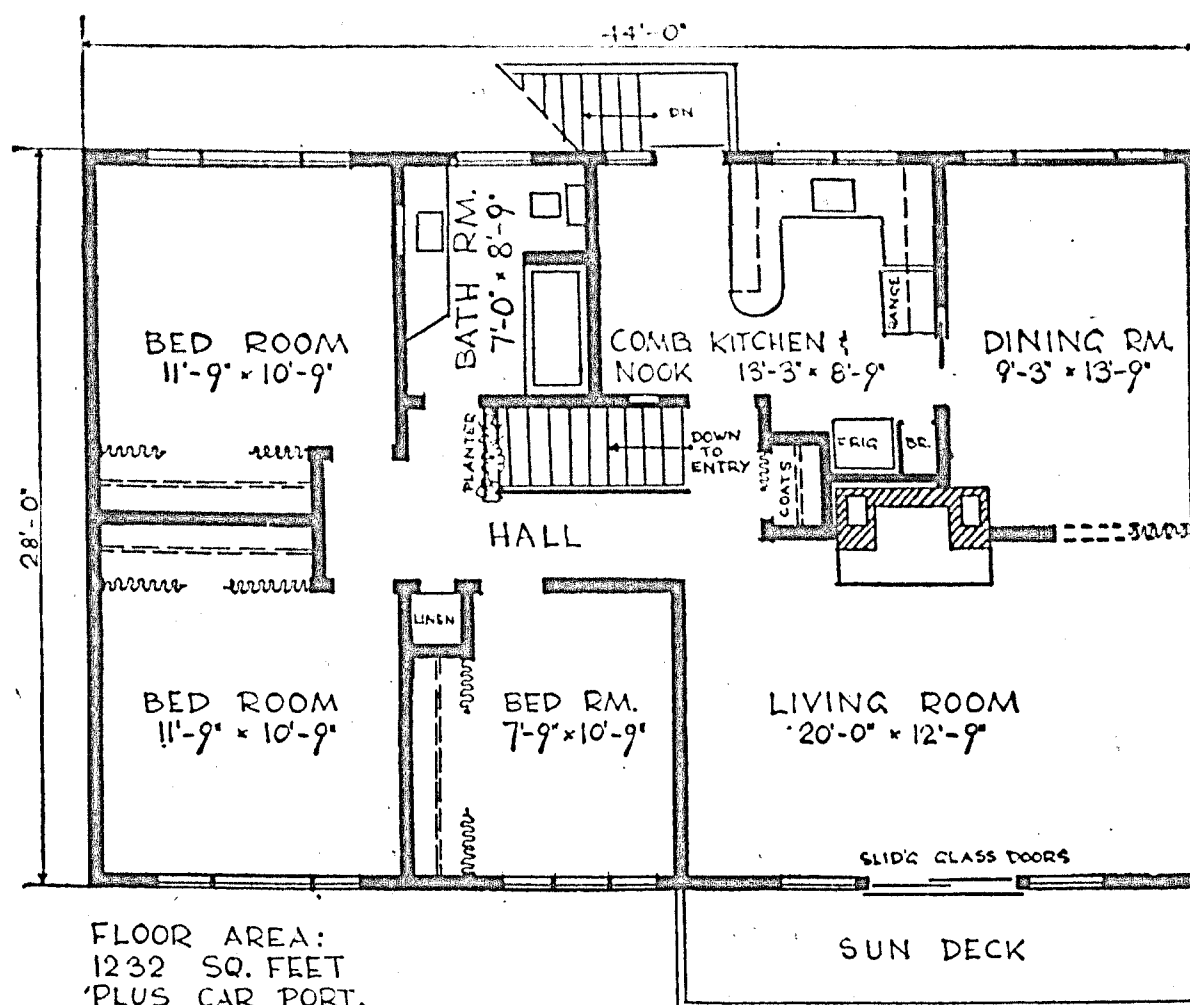 44'-0"
DN
28'-0"
BED ROOM
11'-9" × 10'-9"
BATH RM.
7'-0" × 8'-9"
COMB KITCHEN &
NOOK 13'-3" × 8'-9"
RANGE
DINING RM.
9'-3" × 13'-9"
PLANTER
DOWN
TO
ENTRY
COATS
FRIG
BR.
HALL
LINEN
BED ROOM
11'-9" × 10'-9"
BED RM.
7'-9" × 10'-9"
LIVING ROOM
20'-0" × 12'-9"
SLID'G GLASS DOORS
SUN DECK
FLOOR AREA:
1232 SQ. FEET
PLUS CAR PORT.